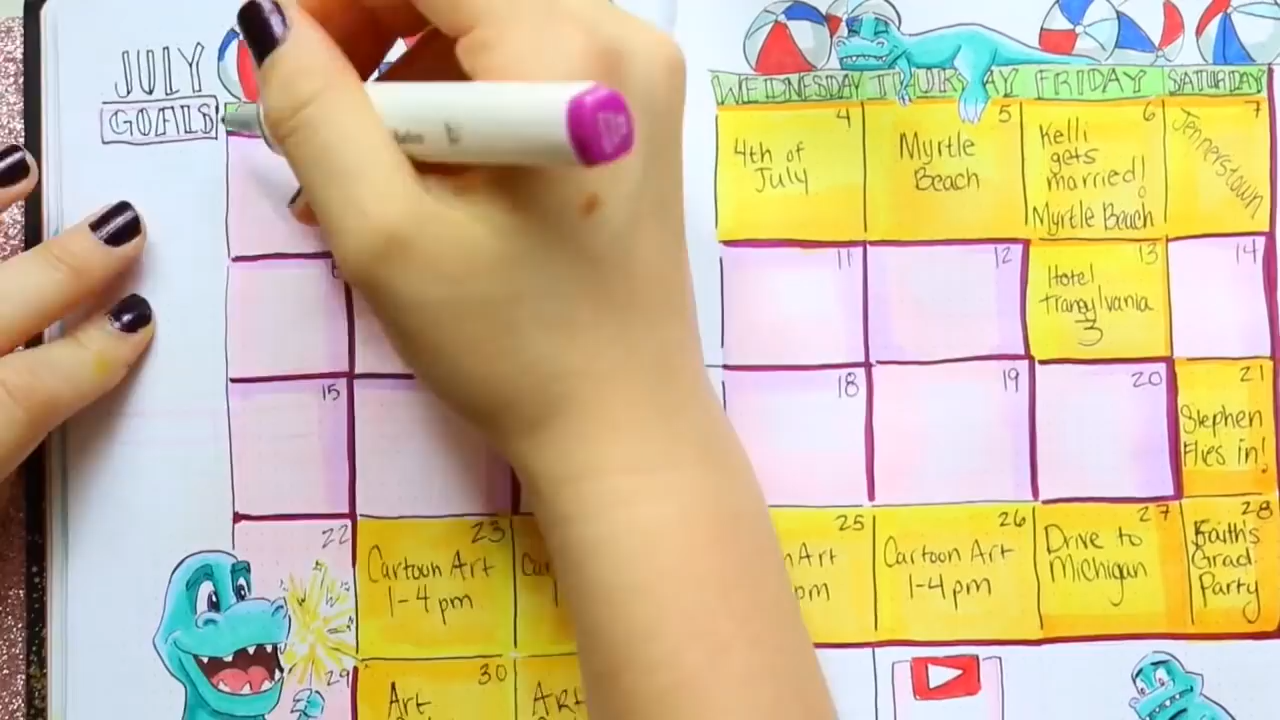 JULY
GOALS
WEDNESDAY THURSDAY FRIDAY SATURDAY
4 5 6 7
4th of
July
Myrtle
Beach
Kelli
gets
married!
Myrtle Beach
Jennerstown
11 12 13 14
Hotel
Transylvania
3
15 18 19 20 21
Stephen
Flies in!
22 23 25 26 27 28
Cartoon Art
1-4 pm
n Art
pm
Cartoon Art
1-4 pm
Drive to
Michigan
Faith's
Grad
Party
29 30
Art
Art